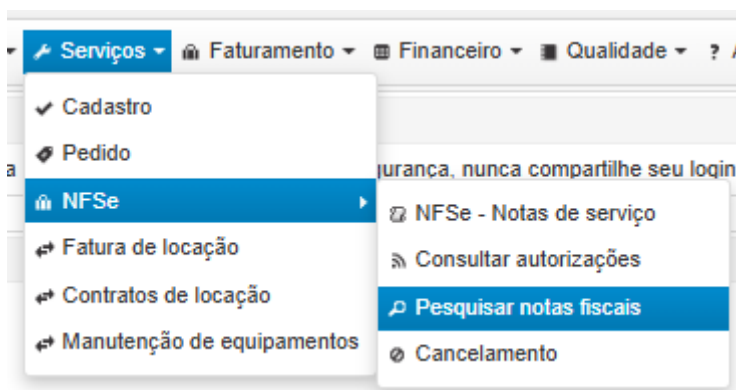 Serviços Faturamento Financeiro Qualidade ?
Cadastro
Pedido
a gurança, nunca compartilhe seu login
NFSe
NFSe - Notas de serviço
Fatura de locação
Consultar autorizações
Contratos de locação
Pesquisar notas fiscais
Manutenção de equipamentos
Cancelamento